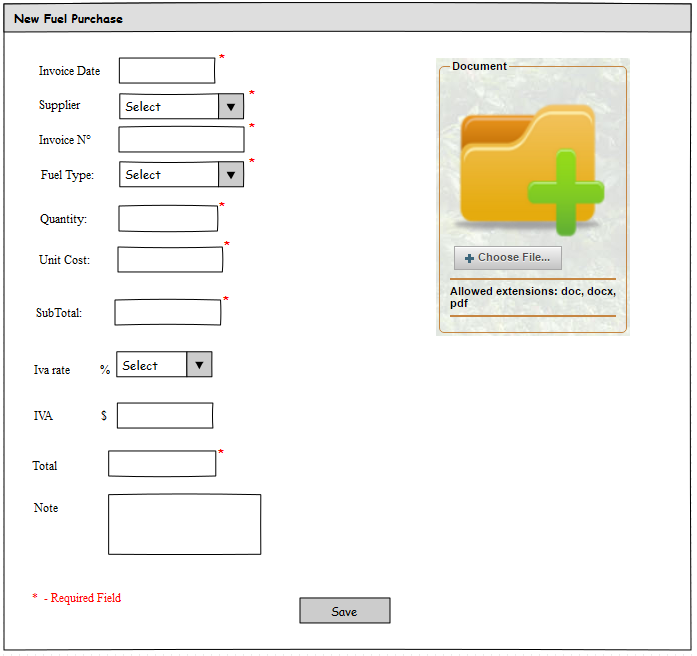 New Fuel Purchase
Invoice Date *
Supplier Select *
Invoice Nº *
Fuel Type: Select *
Quantity: *
Unit Cost: *
SubTotal: *
Iva rate % Select
IVA $
Total *
Note
* - Required Field
Save
Document
Choose File...
Allowed extensions: doc, docx,
pdf